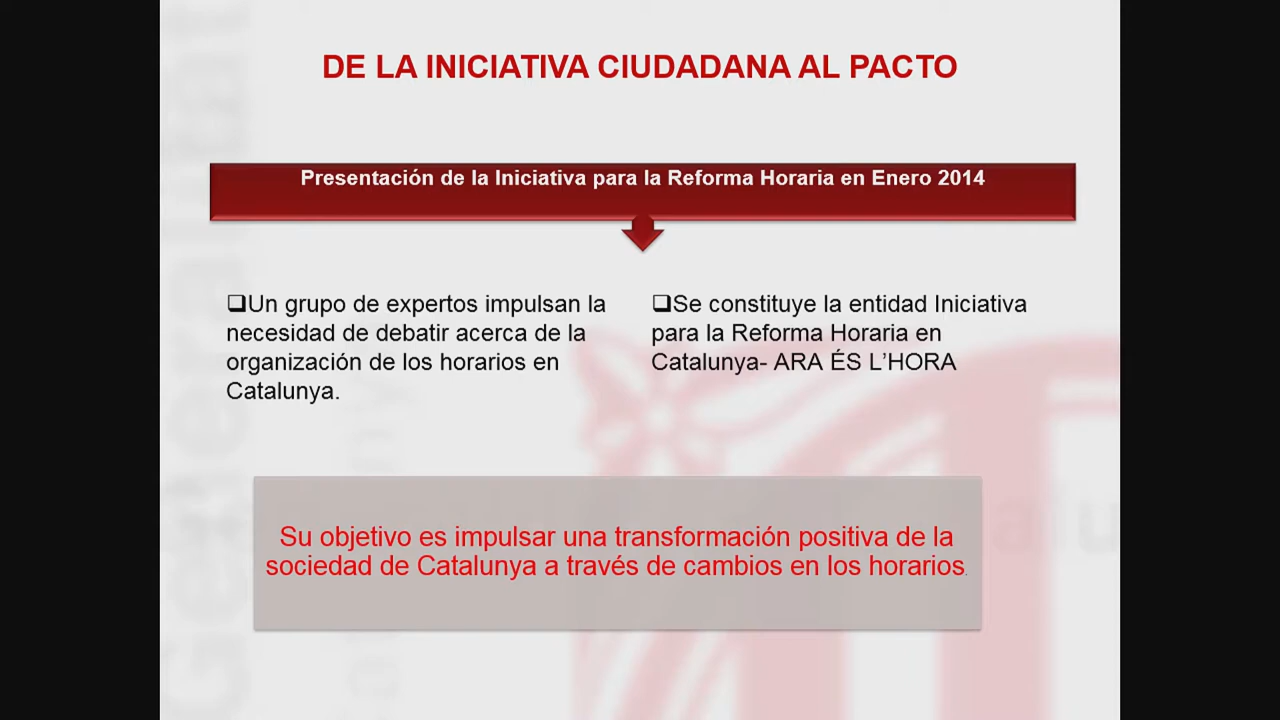 DE LA INICIATIVA CIUDADANA AL PACTO
Presentación de la Iniciativa para la Reforma Horaria en Enero 2014
❑Un grupo de expertos impulsan la
necesidad de debatir acerca de la
organización de los horarios en
Catalunya.
❑Se constituye la entidad Iniciativa
para la Reforma Horaria en
Catalunya- ARA ÉS L’HORA
Su objetivo es impulsar una transformación positiva de la
sociedad de Catalunya a través de cambios en los horarios.